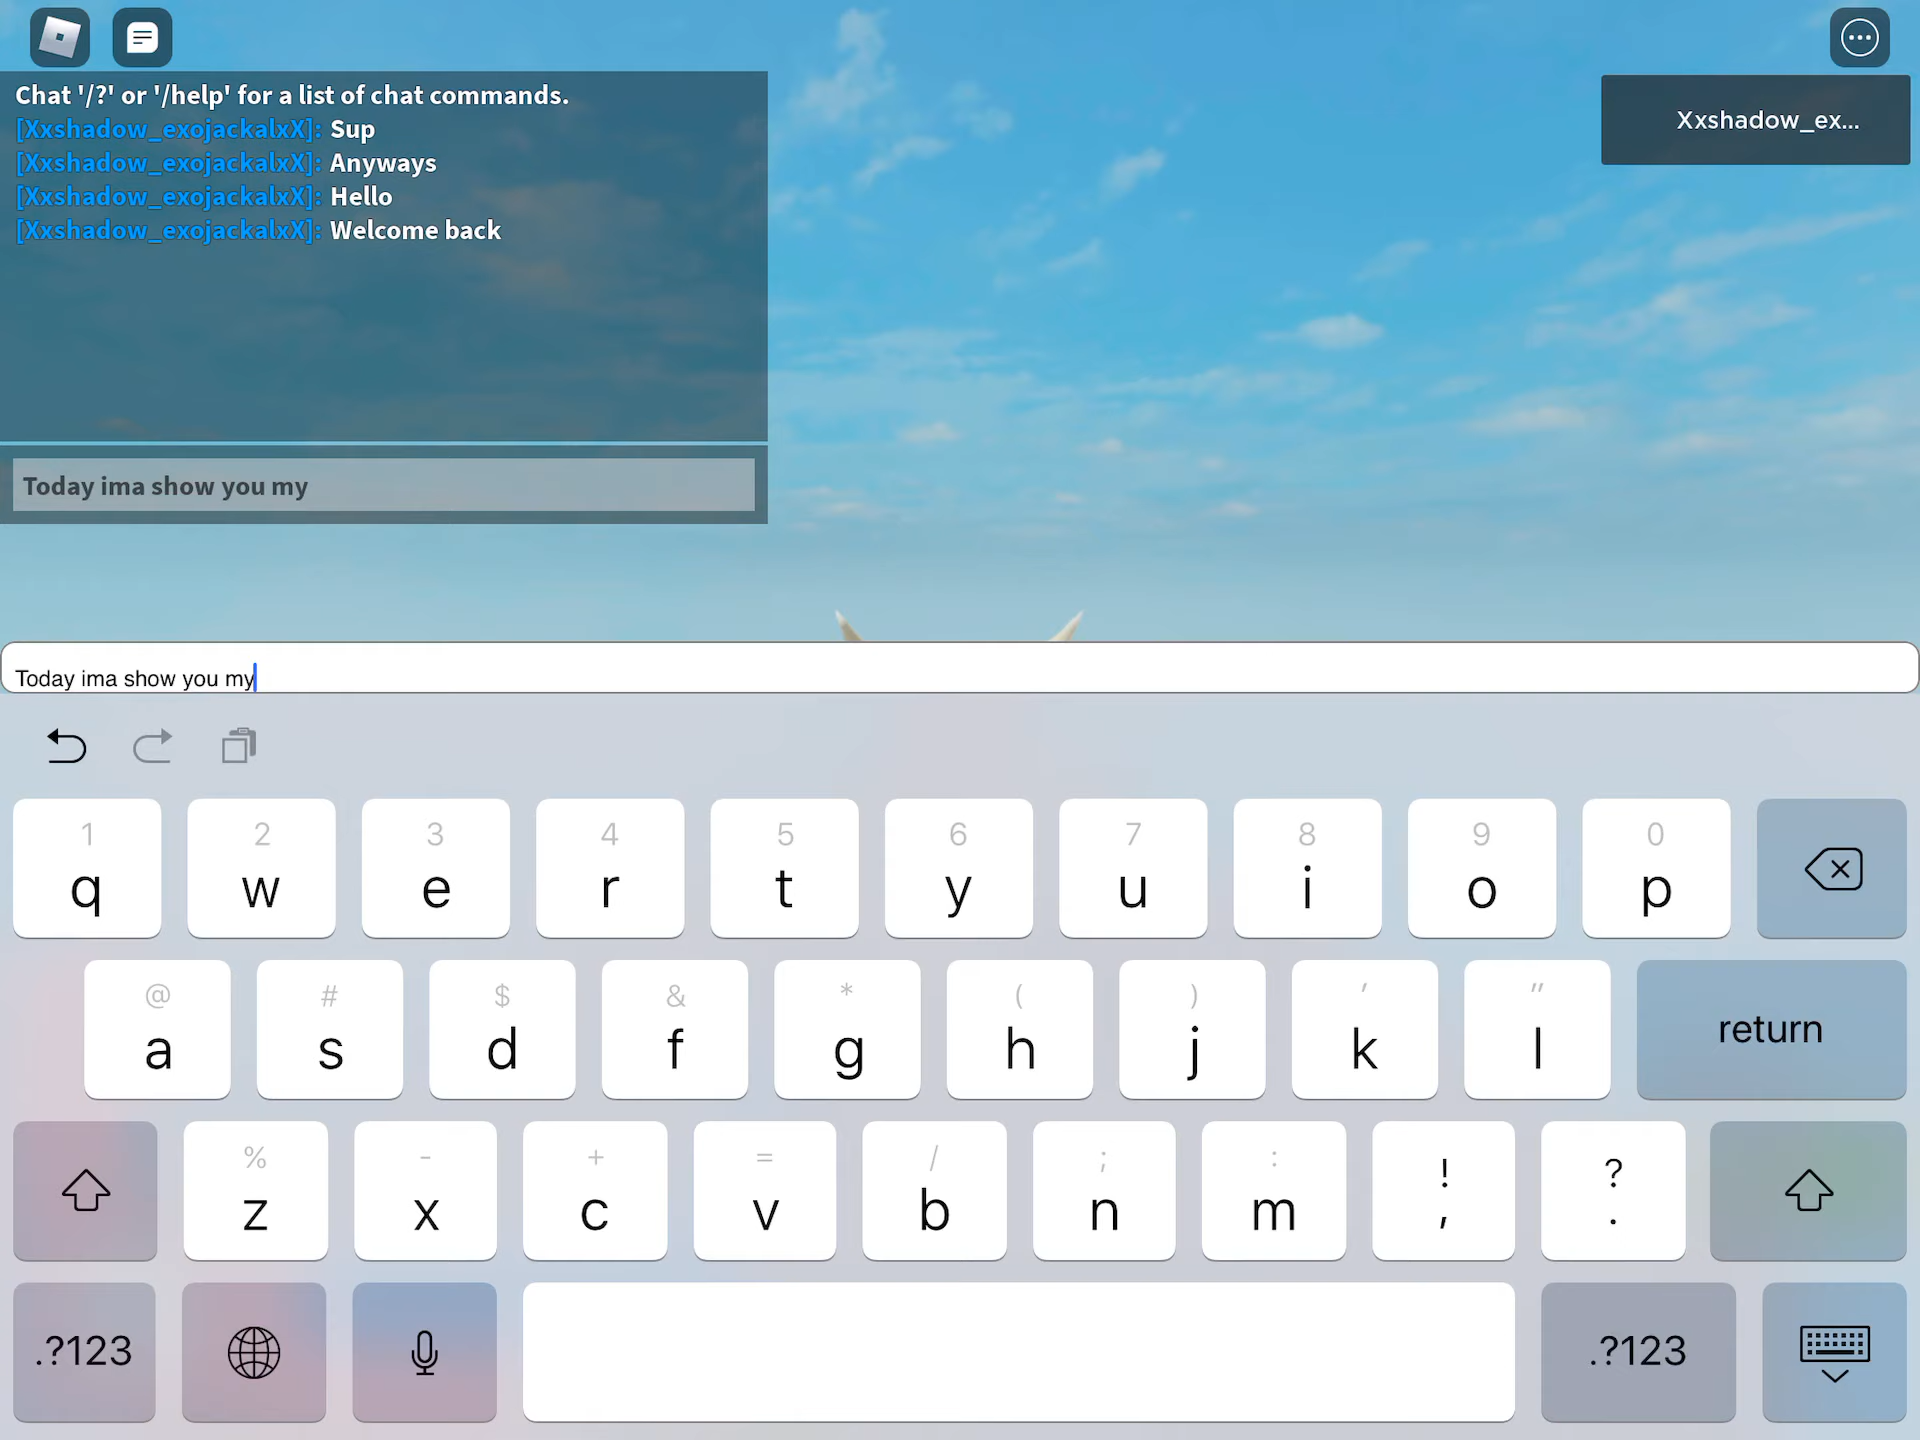 Chat '/?' or '/help' for a list of chat commands.
[Xxshadow_exojackalxX]: Sup
[Xxshadow_exojackalxX]: Anyways
[Xxshadow_exojackalxX]: Hello
[Xxshadow_exojackalxX]: Welcome back
Xxshadow_ex...
Today ima show you my
Today ima show you my
1 2 3 4 5 6 7 8 9 0
q w e r t y u i o p
@ # $ & * ( ) ' "
a s d f g h j k l return
% - + = / ; : ! ?
z x c v b n m , .
.?123 .?123